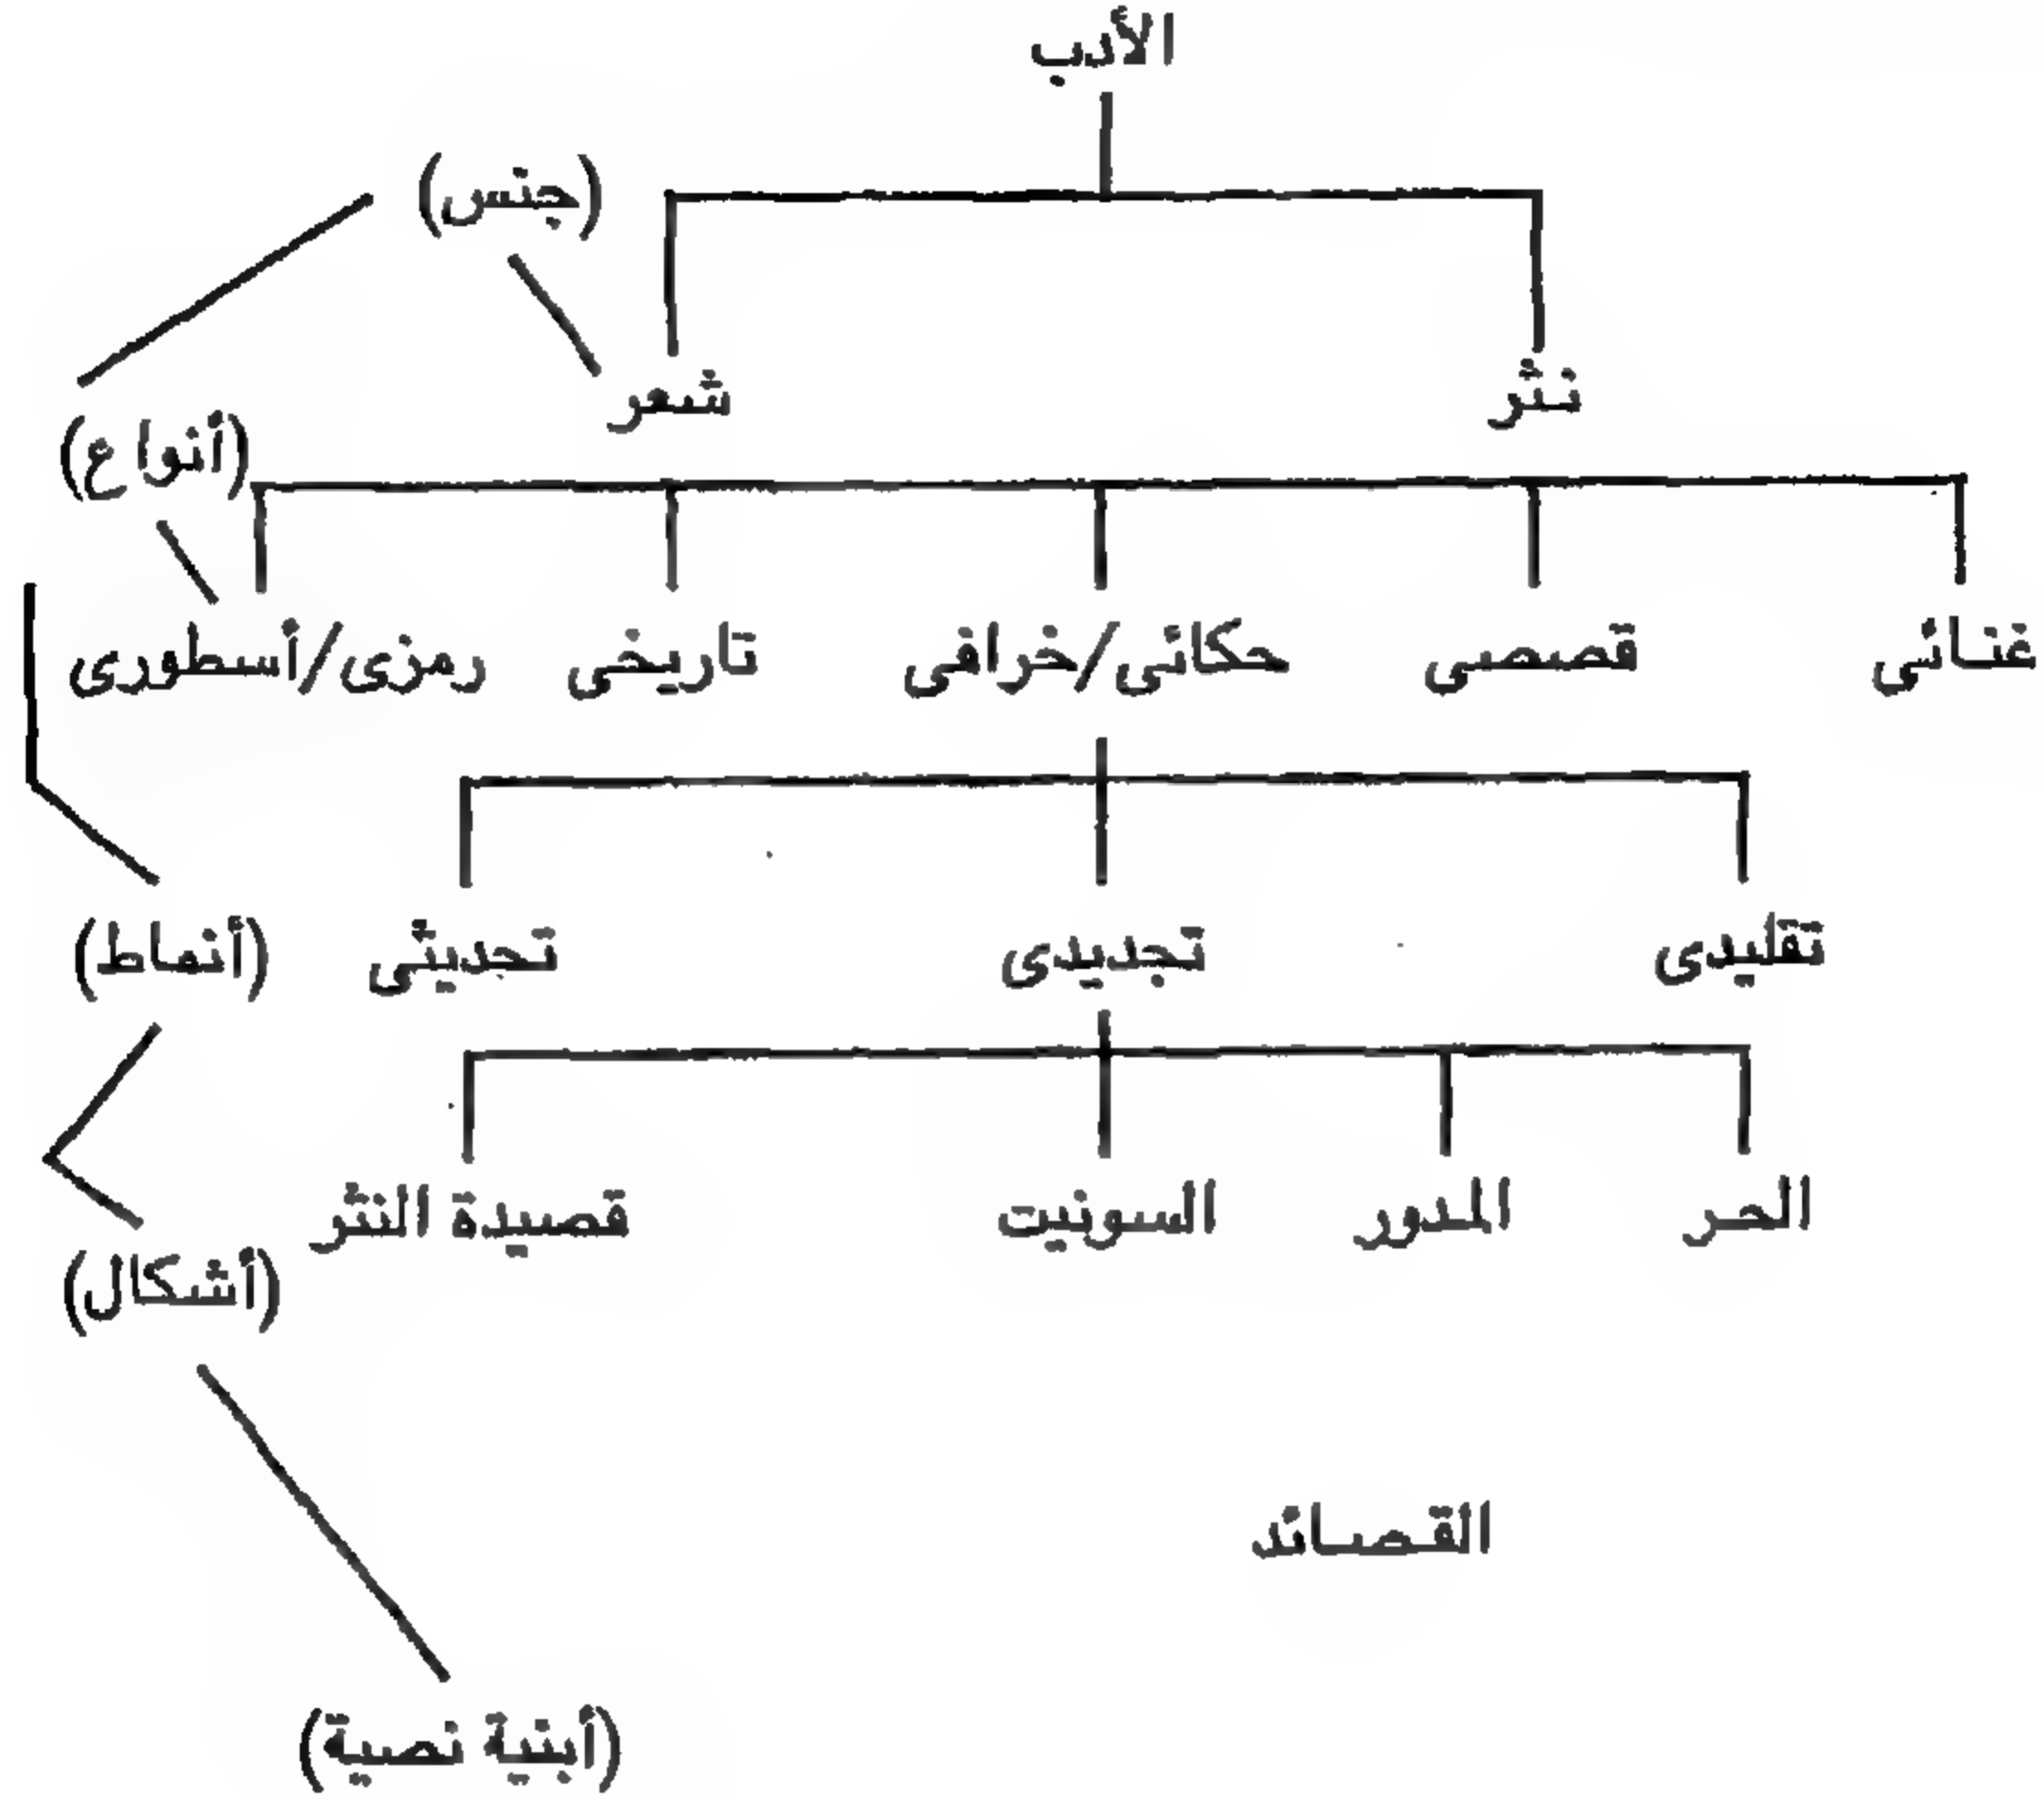 الأدب
(جنس)
نثر شعر
(أنواع)
غنائى قصصى حكائى/خرافى تاريخى رمزى/أسطورى
تقليدى تجديدى تحديثى (أنماط)
الحر المدور السونيت قصيدة النثر
(أشكال)
القصائد
(أبنية نصية)